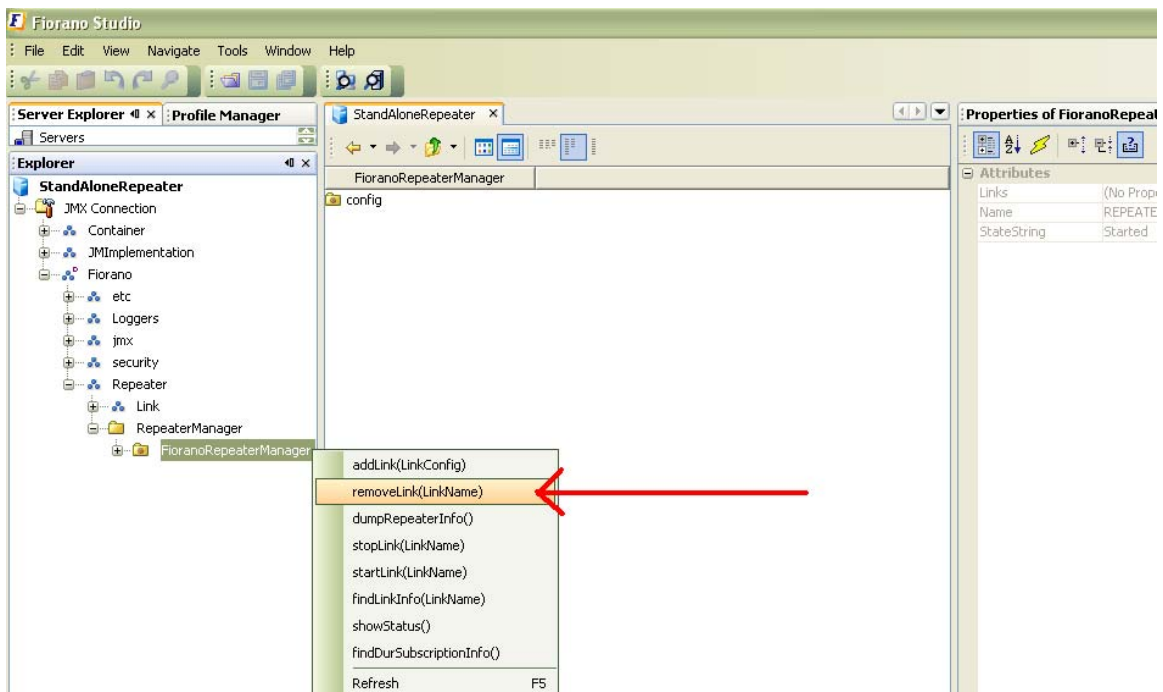 Fiorano Studio
File Edit View Navigate Tools Window Help
Server Explorer
Profile Manager
Servers
Explorer
StandAloneRepeater
JMX Connection
Container
JMImplementation
Fiorano
etc
Loggers
jmx
security
Repeater
Link
RepeaterManager
FioranoRepeaterManager
StandAloneRepeater
FioranoRepeaterManager
config
addLink(LinkConfig)
removeLink(LinkName)
dumpRepeaterInfo()
stopLink(LinkName)
startLink(LinkName)
findLinkInfo(LinkName)
showStatus()
findDurSubscriptionInfo()
Refresh F5
Properties of FioranoRepeat
Attributes
Links (No Prop
Name REPEATE
StateString Started